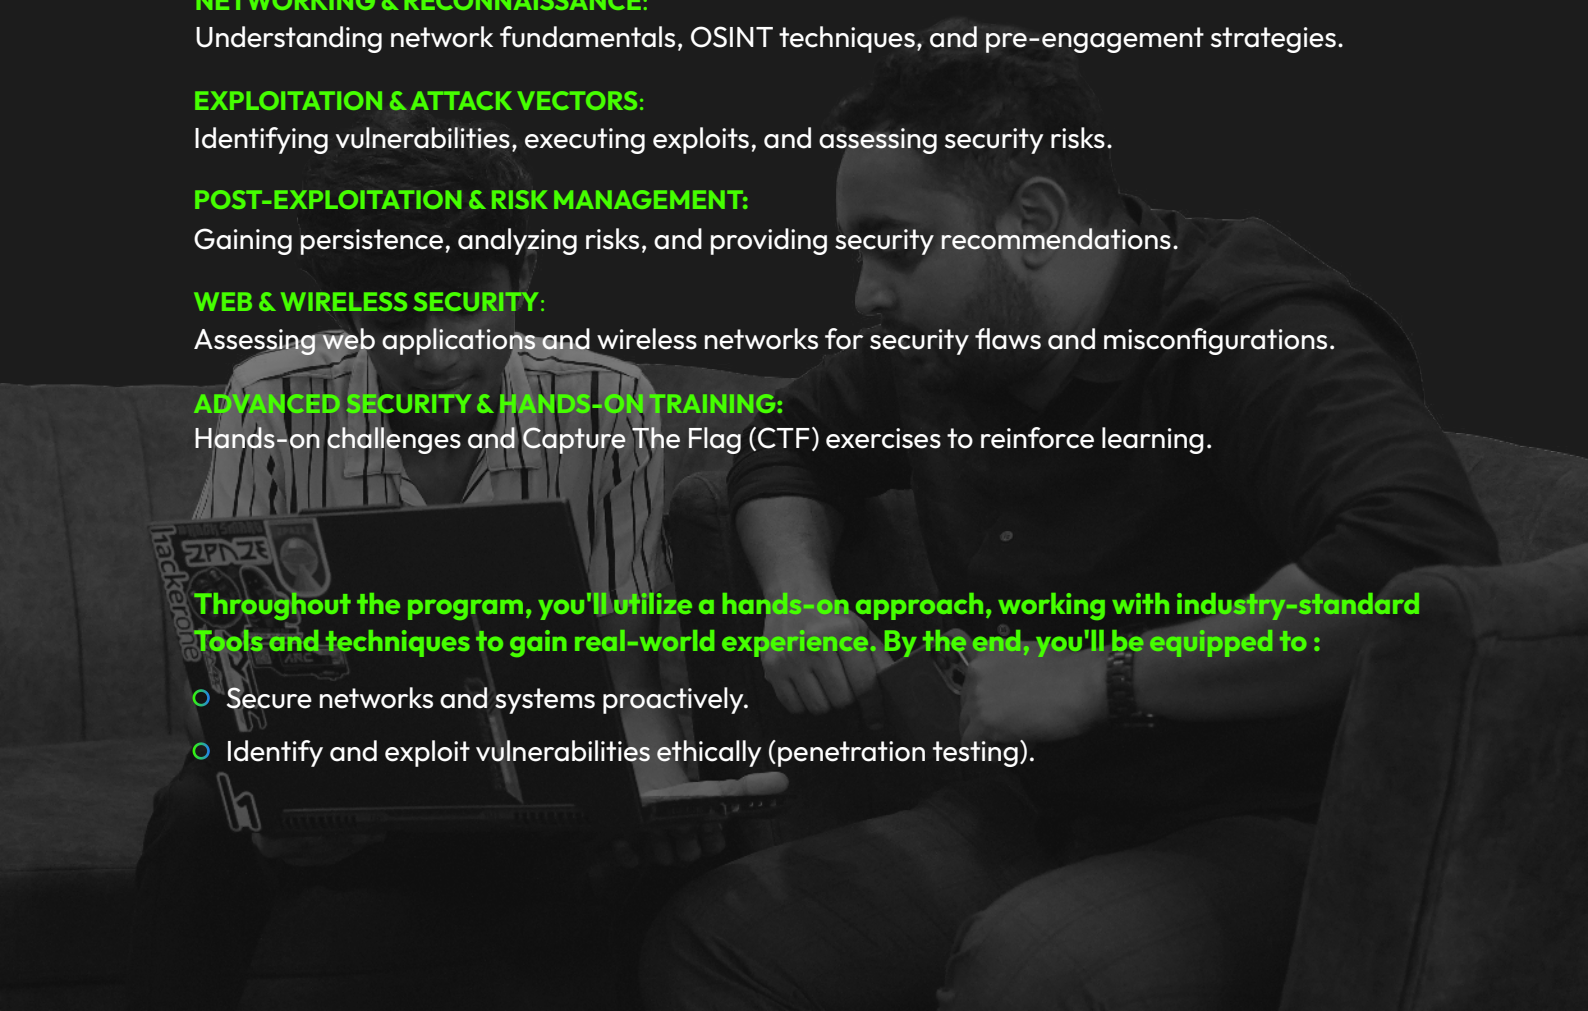 NETWORKING & RECONNAISSANCE:
Understanding network fundamentals, OSINT techniques, and pre-engagement strategies.
EXPLOITATION & ATTACK VECTORS:
Identifying vulnerabilities, executing exploits, and assessing security risks.
POST-EXPLOITATION & RISK MANAGEMENT:
Gaining persistence, analyzing risks, and providing security recommendations.
WEB & WIRELESS SECURITY:
Assessing web applications and wireless networks for security flaws and misconfigurations.
ADVANCED SECURITY & HANDS-ON TRAINING:
Hands-on challenges and Capture The Flag (CTF) exercises to reinforce learning.
hackerone
Throughout the program, you'll utilize a hands-on approach, working with industry-standard
Tools and techniques to gain real-world experience. By the end, you'll be equipped to :
Secure networks and systems proactively.
Identify and exploit vulnerabilities ethically (penetration testing).